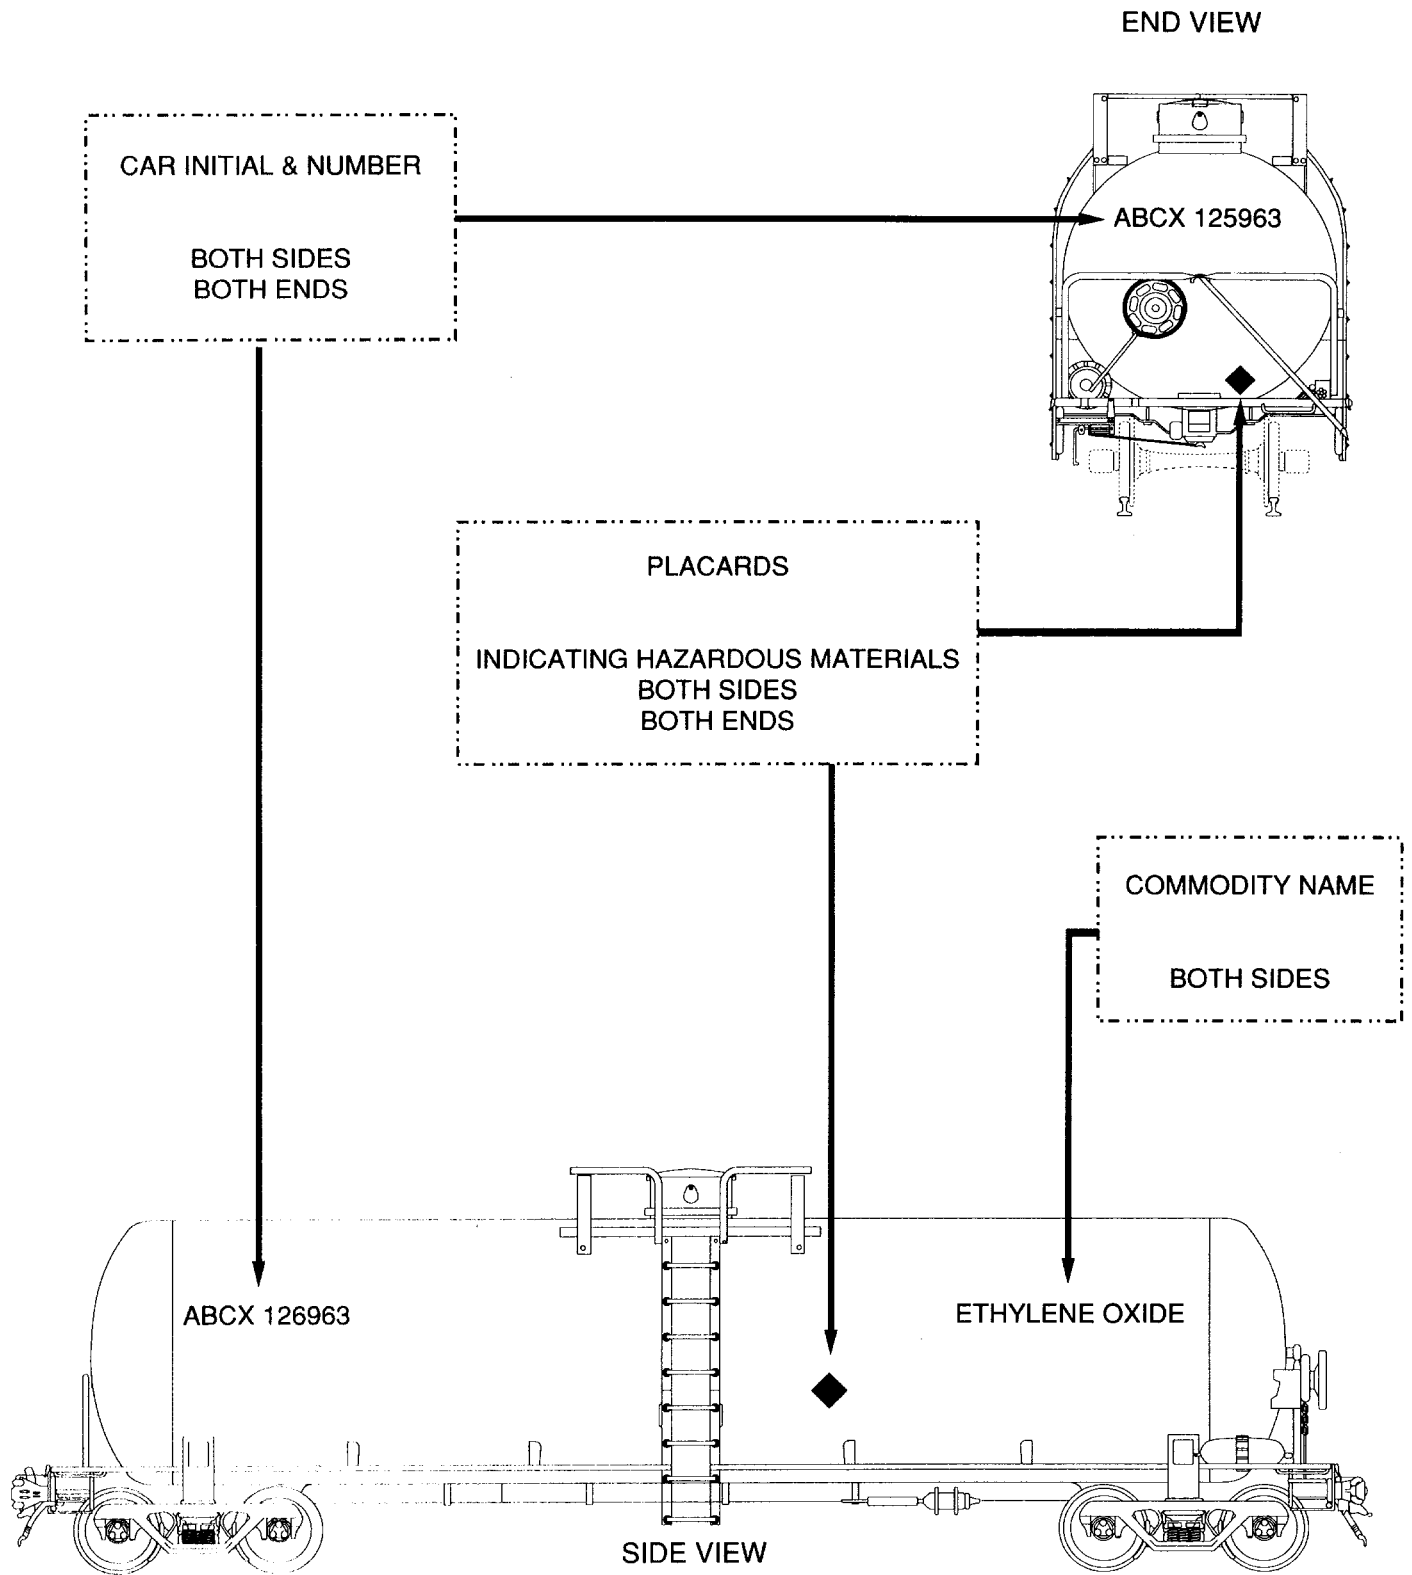 END VIEW
CAR INITIAL & NUMBER
BOTH SIDES
BOTH ENDS
ABCX 125963
PLACARDS
INDICATING HAZARDOUS MATERIALS
BOTH SIDES
BOTH ENDS
COMMODITY NAME
BOTH SIDES
ABCX 126963
ETHYLENE OXIDE
SIDE VIEW